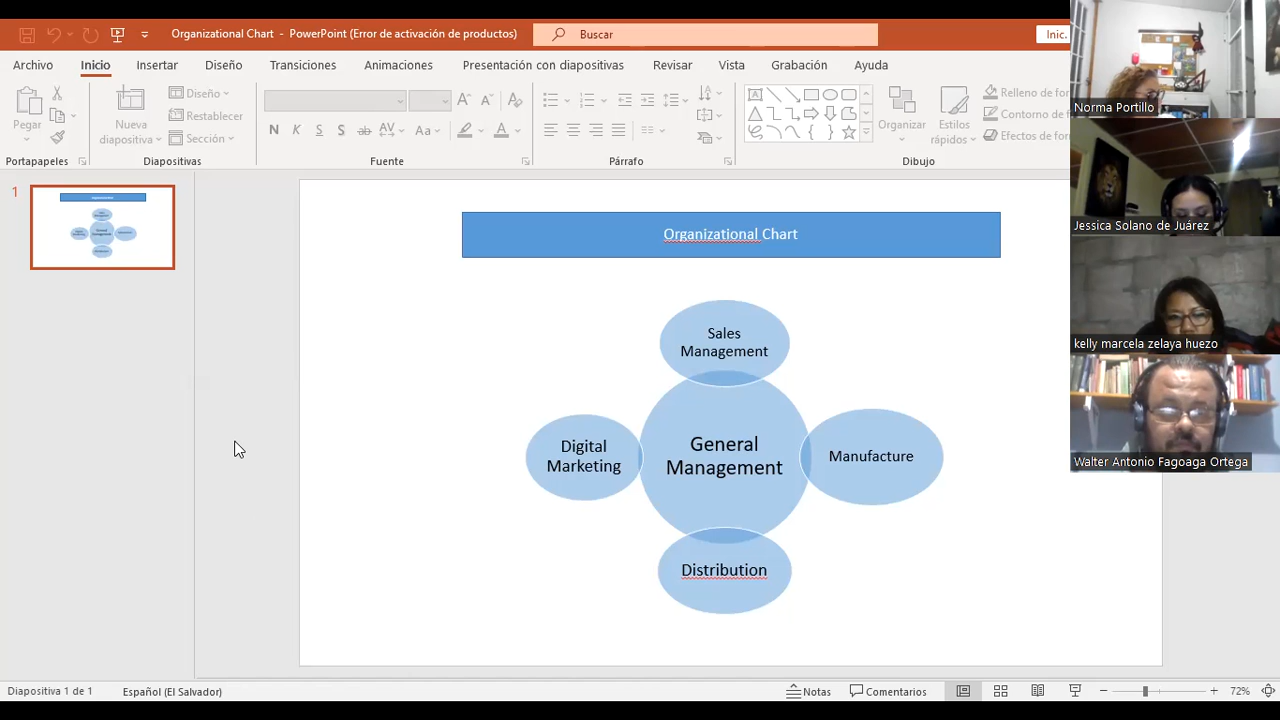 Organizational Chart - PowerPoint (Error de activación de productos)
Buscar
Inic.
Archivo
Inicio
Insertar
Diseño
Transiciones
Animaciones
Presentación con diapositivas
Revisar
Vista
Grabación
Ayuda
Pegar
Nueva diapositiva
Diseño
Restablecer
Sección
N K S S ab AV Aa A
Organizar
Estilos rápidos
Relleno de for
Contorno de
Efectos de for
Portapapeles
Diapositivas
Fuente
Párrafo
Dibujo
1
Organizational Chart
Sales
Management
Digital
Marketing
General
Management
Manufacture
Distribution
Norma Portillo
Jessica Solano de Juárez
kelly marcela zelaya huezo
Walter Antonio Fagoaga Ortega
Diapositiva 1 de 1
Español (El Salvador)
Notas
Comentarios
72%